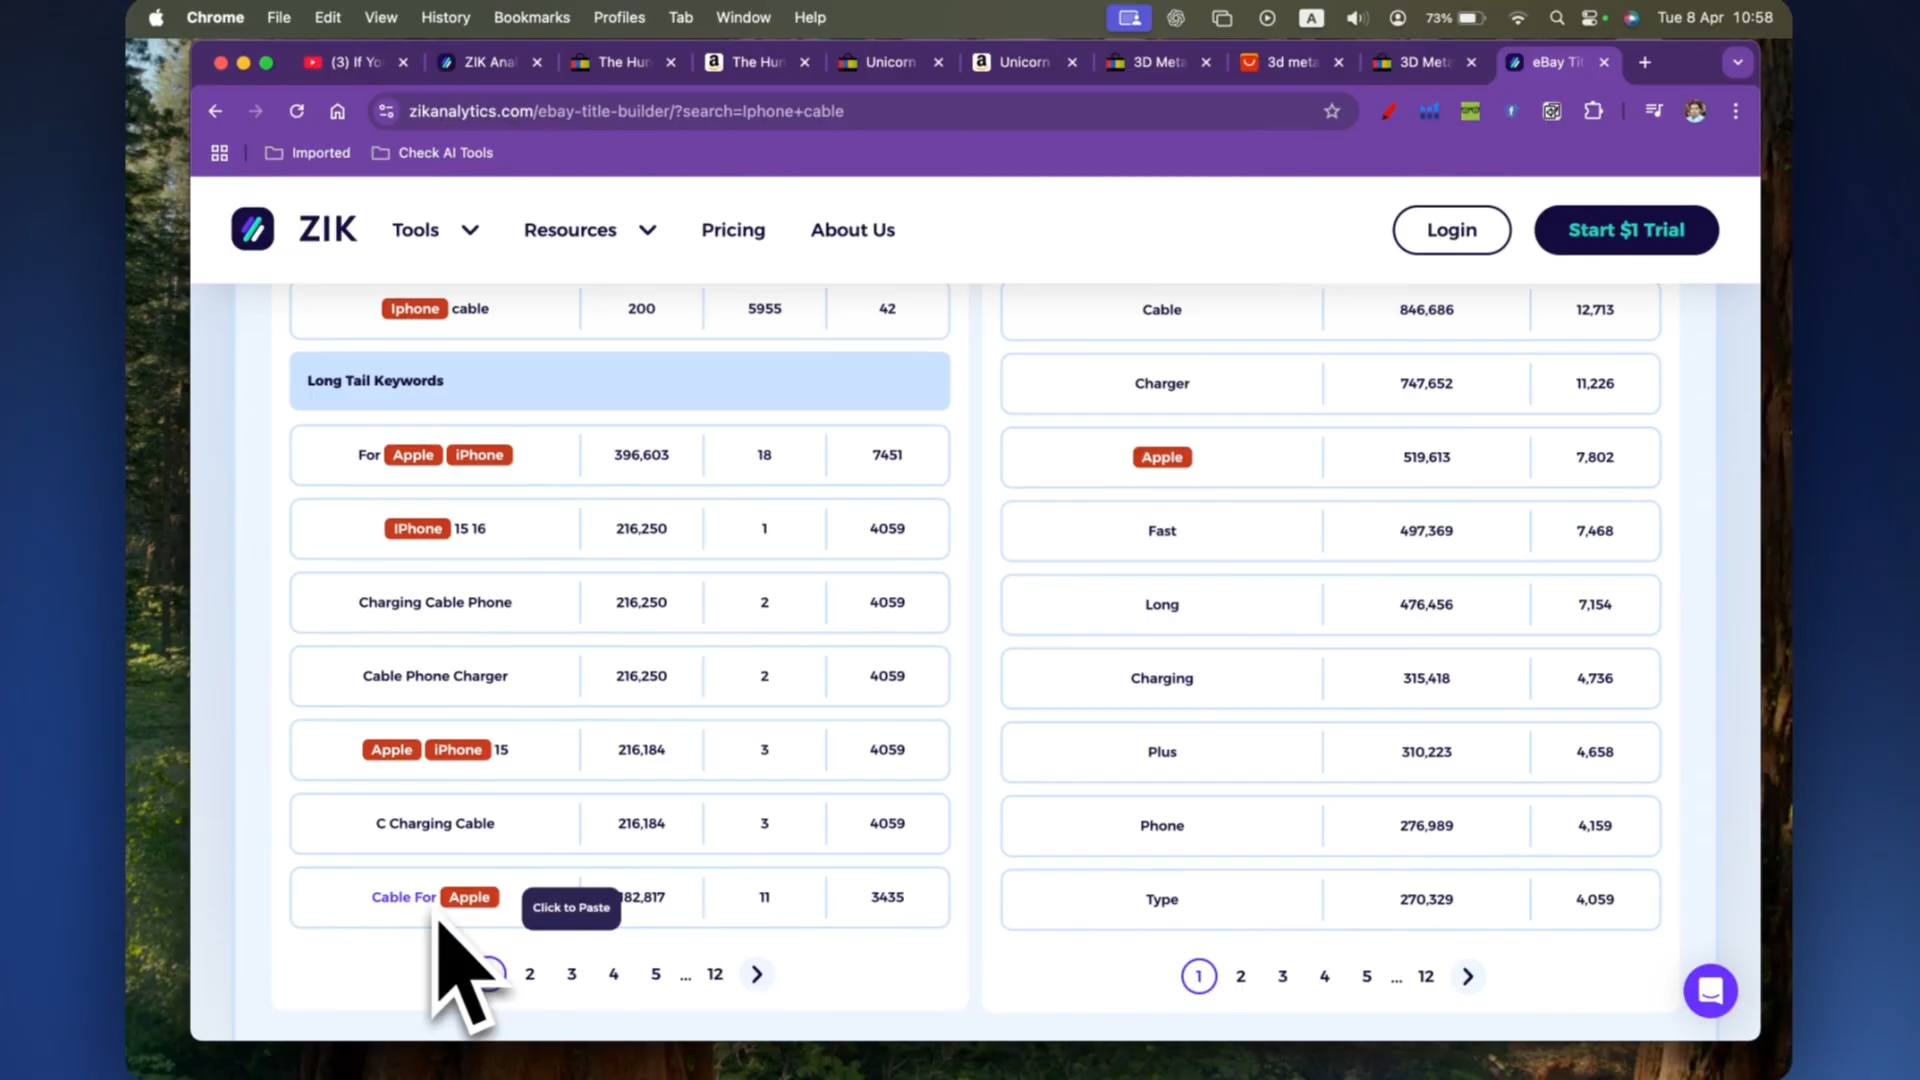 Chrome File Edit View History Bookmarks Profiles Tab Window Help A 73% Tue 8 Apr 10:58
(3) If Yo ZIK Anal The Hun The Hun Unicorn Unicorn 3D Meta 3d meta 3D Meta eBay Tit
zikanalytics.com/ebay-title-builder/?search=Iphone+cable
Imported Check AI Tools
ZIK Tools Resources Pricing About Us Login Start $1 Trial
Iphone cable 200 5955 42
Long Tail Keywords
For Apple iPhone 396,603 18 7451
IPhone 15 16 216,250 1 4059
Charging Cable Phone 216,250 2 4059
Cable Phone Charger 216,250 2 4059
Apple iPhone 15 216,184 3 4059
C Charging Cable 216,184 3 4059
Cable For Apple 82,817 11 3435
Click to Paste
2 3 4 5 ... 12
Cable 846,686 12,713
Charger 747,652 11,226
Apple 519,613 7,802
Fast 497,369 7,468
Long 476,456 7,154
Charging 315,418 4,736
Plus 310,223 4,658
Phone 276,989 4,159
Type 270,329 4,059
1 2 3 4 5 ... 12